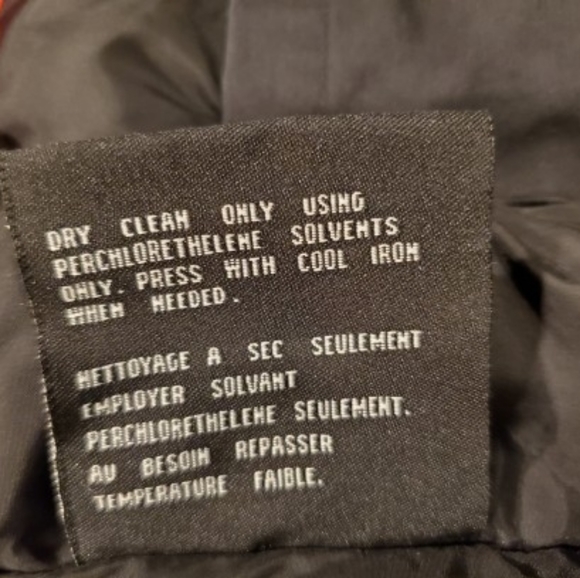 DRY CLEAN ONLY USING
PERCHLORETHELENE SOLVENTS
ONLY. PRESS WITH COOL IRON
WHEN NEEDED.
NETTOYAGE A SEC SEULEMENT
EMPLOYER SOLVANT
PERCHLORETHELENE SEULEMENT.
AU BESOIN REPASSER
TEMPERATURE FAIBLE.